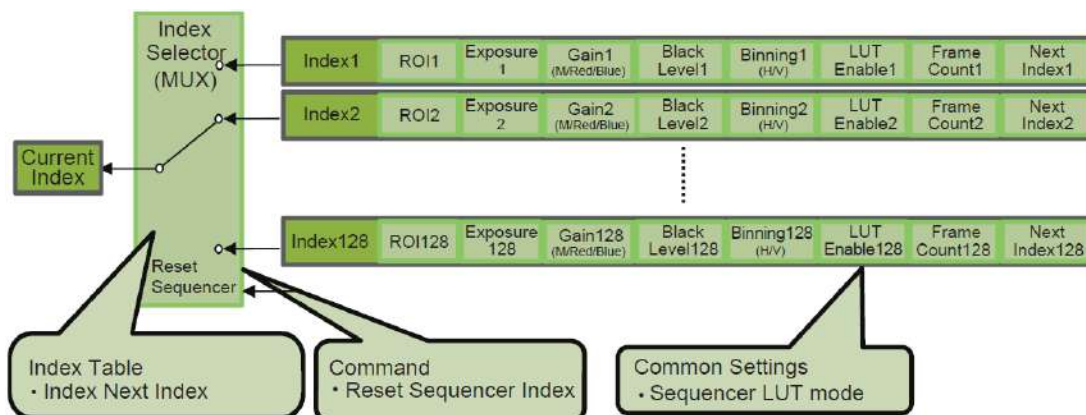 Index
Selector
(MUX)
Index1 ROI1 Exposure 1 Gain1 (M/Red/Blue) Black Level1 Binning1 (H/V) LUT Enable1 Frame Count1 Next Index1
Index2 ROI2 Exposure 2 Gain2 (M/Red/Blue) Black Level2 Binning2 (H/V) LUT Enable2 Frame Count2 Next Index2
Current
Index
Index128 ROI128 Exposure 128 Gain128 (M/Red/Blue) Black Level128 Binning128 (H/V) LUT Enable128 Frame Count128 Next Index128
Reset
Sequencer
Index Table
· Index Next Index
Command
· Reset Sequencer Index
Common Settings
· Sequencer LUT mode